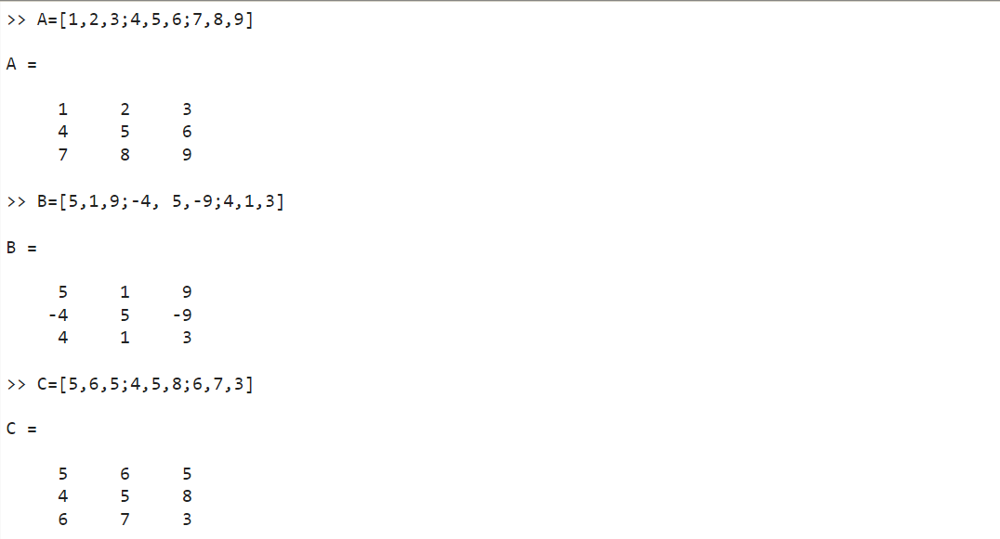 >> A=[1,2,3;4,5,6;7,8,9]
A =
1 2 3
4 5 6
7 8 9
>> B=[5,1,9;-4, 5,-9;4,1,3]
B =
5 1 9
-4 5 -9
4 1 3
>> C=[5,6,5;4,5,8;6,7,3]
C =
5 6 5
4 5 8
6 7 3